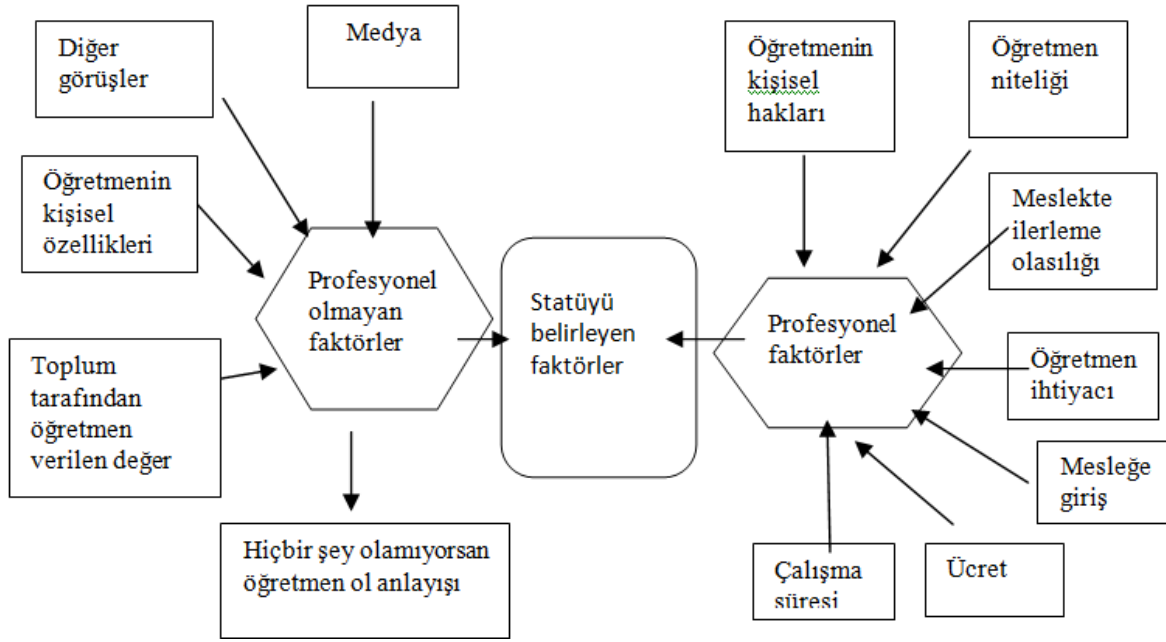 Diğer
görüşler
Medya
Öğretmenin
kişisel
hakları
Öğretmen
niteliği
Öğretmenin
kişisel
özellikleri
Meslekte
ilerleme
olasılığı
Profesyonel
olmayan
faktörler
Statüyü
belirleyen
faktörler
Profesyonel
faktörler
Toplum
tarafından
öğretmen
verilen değer
Öğretmen
ihtiyacı
Mesleğe
giriş
Hiçbir şey olamıyorsan
öğretmen ol anlayışı
Çalışma
süresi
Ücret